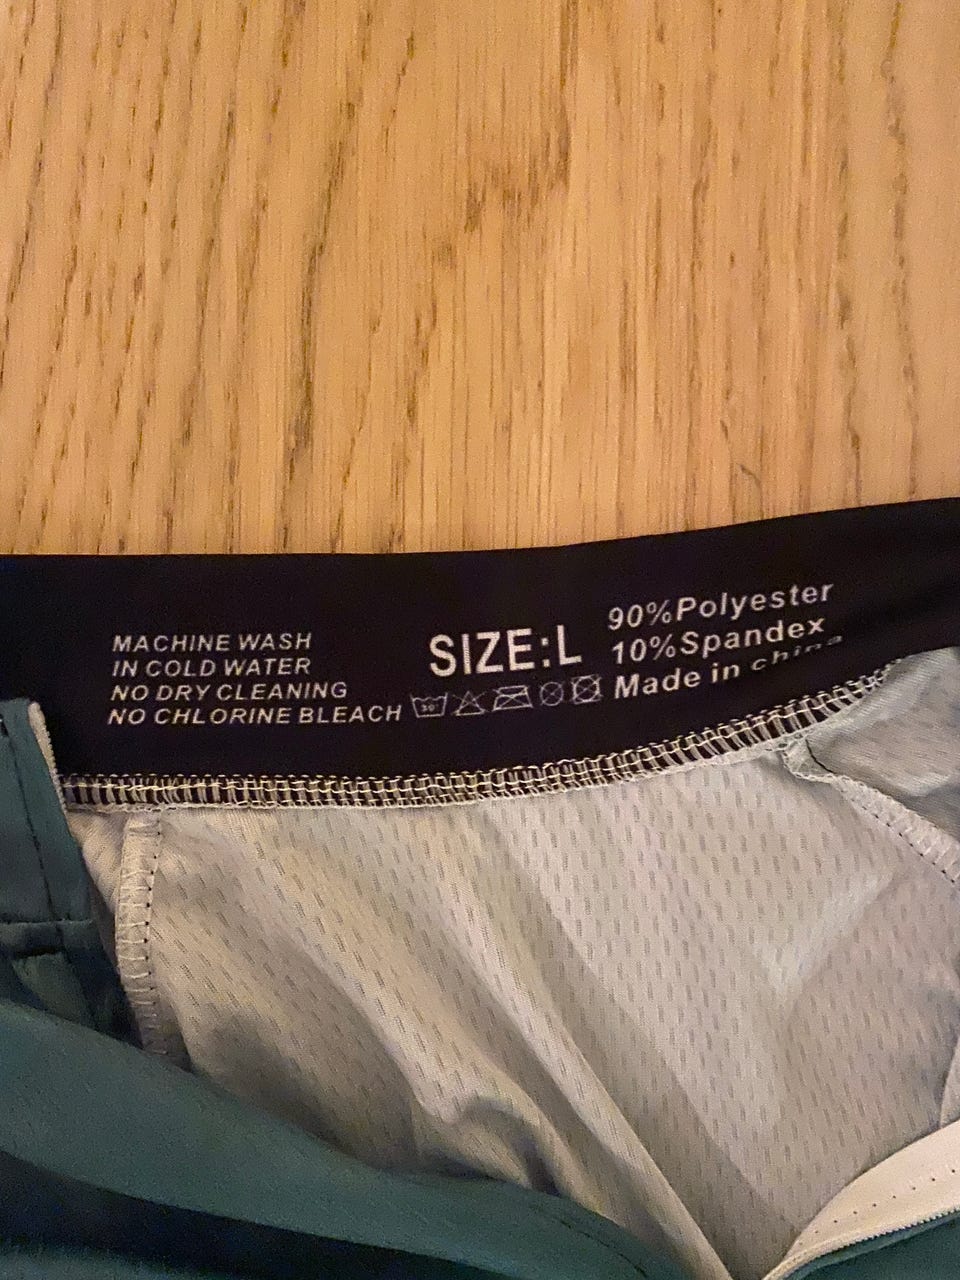 MACHINE WASH
IN COLD WATER
NO DRY CLEANING
NO CHLORINE BLEACH
SIZE:L
30°
90%Polyester
10%Spandex
Made in china